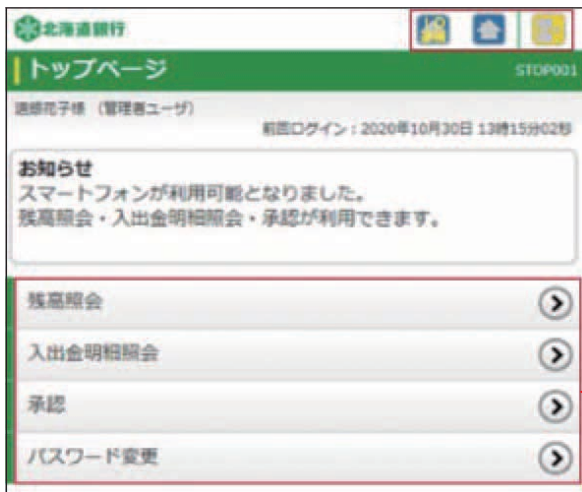 北海道銀行
トップページ
STOP001
道銀花子様 (管理者ユーザ)
前回ログイン：2020年10月30日 13時15分02秒
お知らせ
スマートフォンが利用可能となりました。
残高照会・入出金明細照会・承認が利用できます。
残高照会
入出金明細照会
承認
パスワード変更